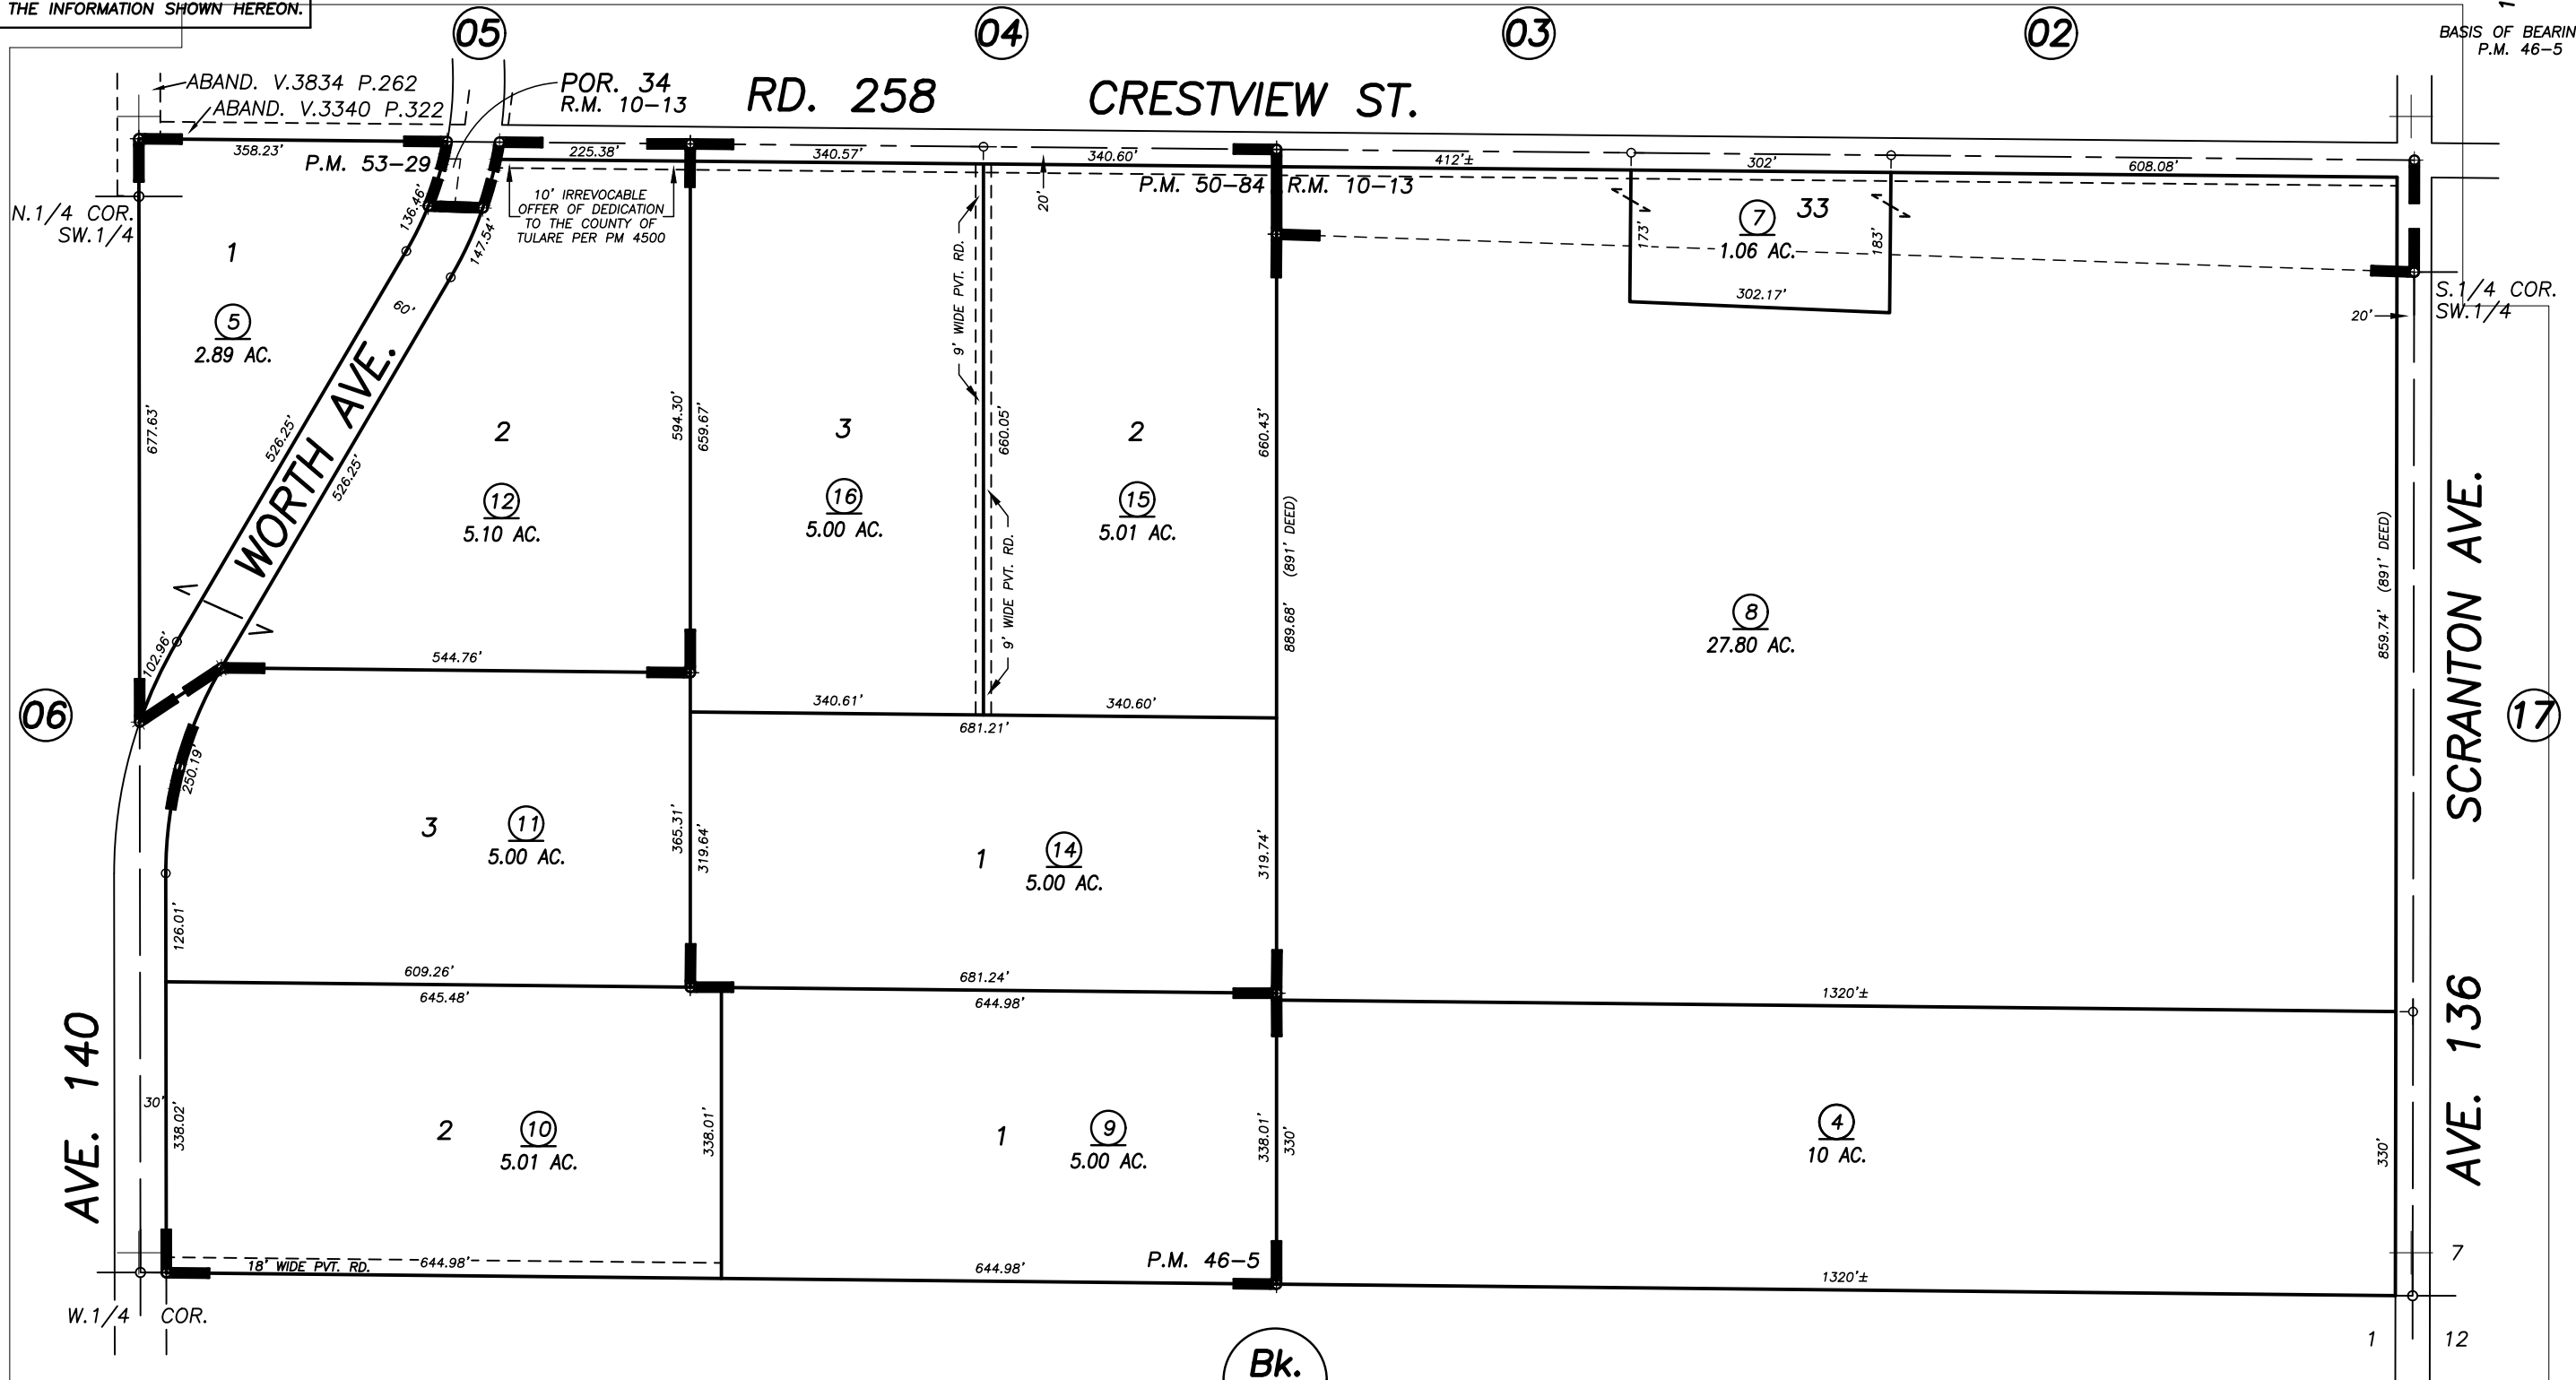 THE INFORMATION SHOWN HEREON.
05
04
03
02
BASIS OF BEARIN
P.M. 46-5
ABAND. V.3834 P.262
ABAND. V.3340 P.322
POR. 34
R.M. 10-13
RD. 258
CRESTVIEW ST.
358.23'
P.M. 53-29
225.38'
340.57'
340.60'
412'±
302'
608.08'
P.M. 50-84
R.M. 10-13
N.1/4 COR.
SW.1/4
10' IRREVOCABLE
OFFER OF DEDICATION
TO THE COUNTY OF
TULARE PER PM 4500
136.46'
147.54'
60'
20'
1
5
2.89 AC.
677.63'
526.25'
526.25'
WORTH AVE.
102.96'
2
12
5.10 AC.
594.30'
659.67'
544.76'
3
16
5.00 AC.
9' WIDE PVT. RD.
660.05'
9' WIDE PVT. RD.
2
15
5.01 AC.
660.43'
340.61'
340.60'
681.21'
173'
7
33
1.06 AC.
183'
302.17'
S.1/4 COR.
SW.1/4
20'
(891' DEED)
889.68'
8
27.80 AC.
859.74' (891' DEED)
SCRANTON AVE.
06
17
250.19'
3
11
5.00 AC.
365.31'
319.64'
1
14
5.00 AC.
319.74'
126.01'
609.26'
645.48'
681.24'
644.98'
1320'±
AVE. 140
30'
338.02'
2
10
5.01 AC.
338.01'
1
9
5.00 AC.
338.01'
330'
4
10 AC.
330'
AVE. 136
18' WIDE PVT. RD.
644.98'
644.98'
P.M. 46-5
1320'±
7
W.1/4 COR.
1
12
Bk.